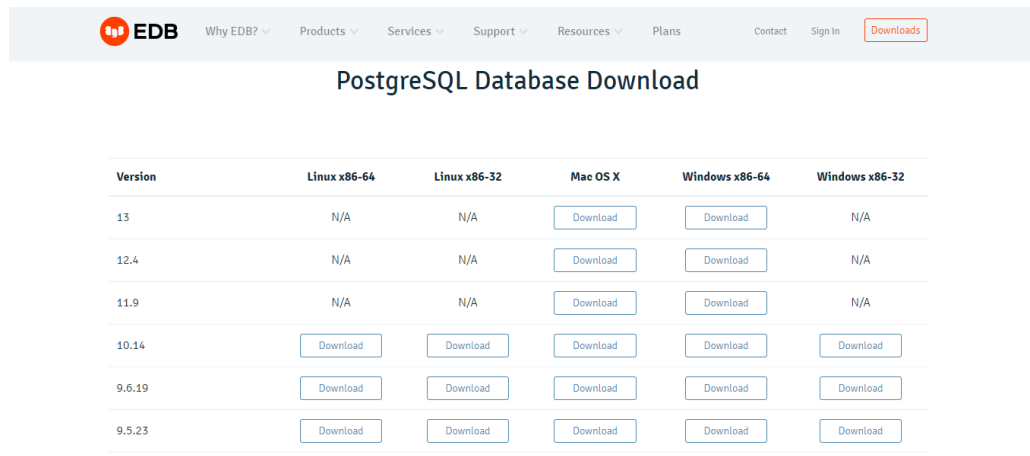 EDB Why EDB? Products Services Support Resources Plans Contact Sign In Downloads
PostgreSQL Database Download
Version Linux x86-64 Linux x86-32 Mac OS X Windows x86-64 Windows x86-32
13 N/A N/A Download Download N/A
12.4 N/A N/A Download Download N/A
11.9 N/A N/A Download Download N/A
10.14 Download Download Download Download Download
9.6.19 Download Download Download Download Download
9.5.23 Download Download Download Download Download